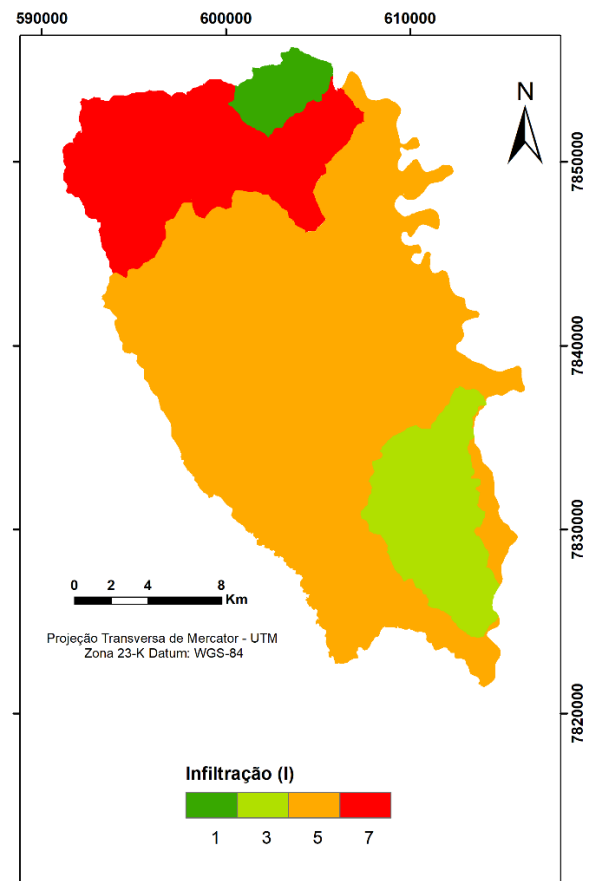 590000 600000 610000
N
7850000
7840000
7830000
7820000
0 2 4 8
Km
Projeção Transversa de Mercator - UTM
Zona 23-K Datum: WGS-84
Infiltração (I)
1 3 5 7